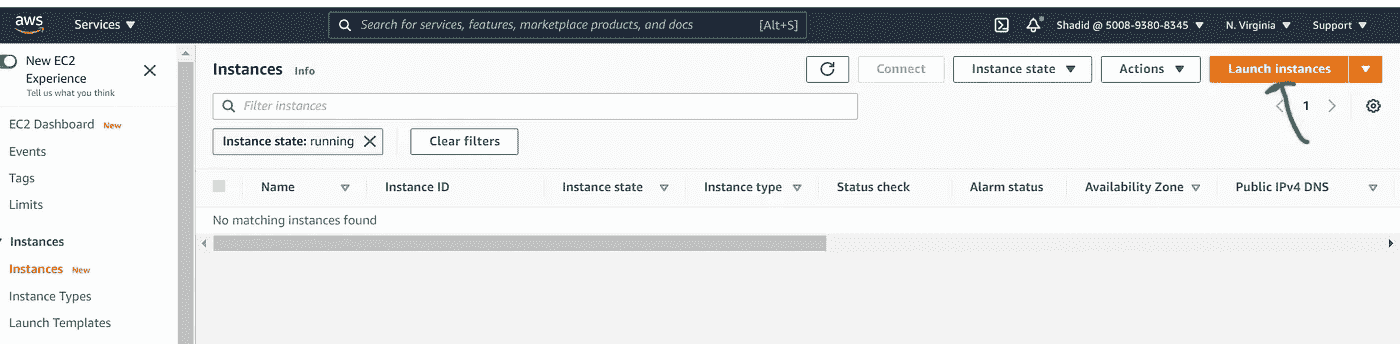 aws Services Search for services, features, marketplace products, and docs [Alt+S] Shadid @ 5008-9380-8345 N. Virginia Support
New EC2
Experience
Tell us what you think
EC2 Dashboard New
Events
Tags
Limits
Instances
Instances New
Instance Types
Launch Templates
Instances Info Connect Instance state Actions Launch instances
Filter instances 1
Instance state: running Clear filters
Name Instance ID Instance state Instance type Status check Alarm status Availability Zone Public IPv4 DNS
No matching instances found